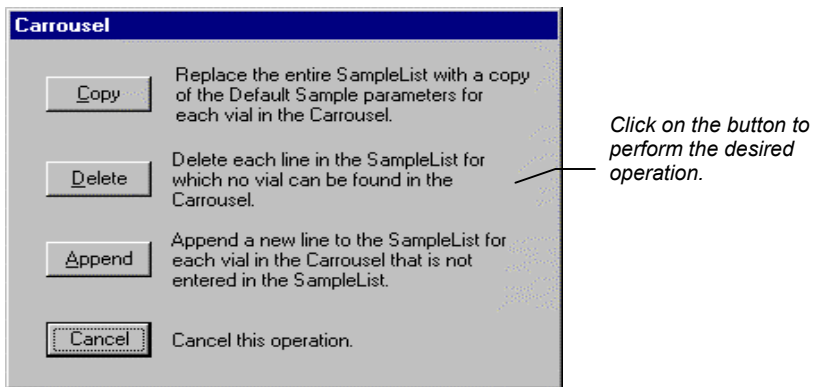 Carrousel
Copy
Replace the entire SampleList with a copy
of the Default Sample parameters for
each vial in the Carrousel.
Delete
Delete each line in the SampleList for
which no vial can be found in the
Carrousel.
Append
Append a new line to the SampleList for
each vial in the Carrousel that is not
entered in the SampleList.
Cancel
Cancel this operation.
Click on the button to
perform the desired
operation.